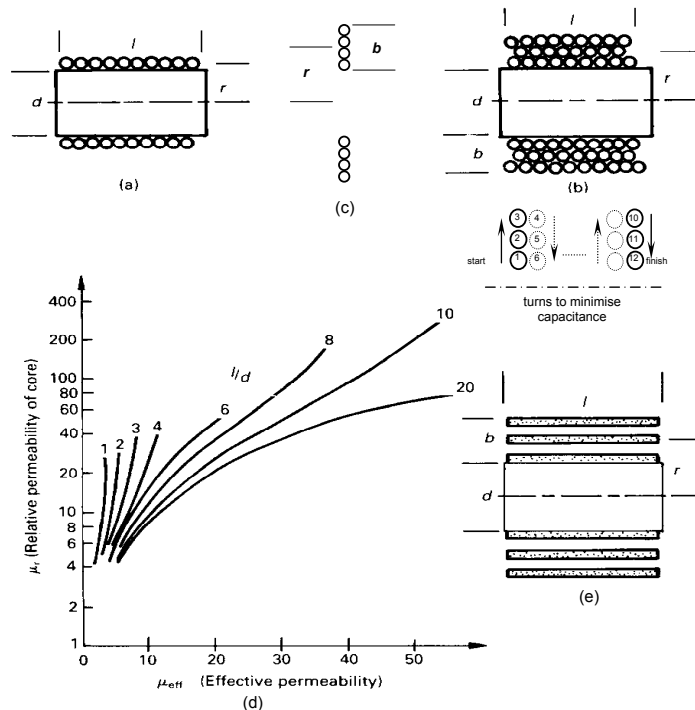 l
d
r
(a)
r
b
(c)
l
d
r
b
(b)
3 4 10
2 5 11
start 1 6 12 finish
turns to minimise
capacitance
400
200
100
80
60
40
20
10
8
6
4
2
1
μr (Relative permeability of core)
1 2 3 4 6 8 10 20
l/d
0 10 20 30 40 50
μeff (Effective permeability)
(d)
l
b
d
r
(e)